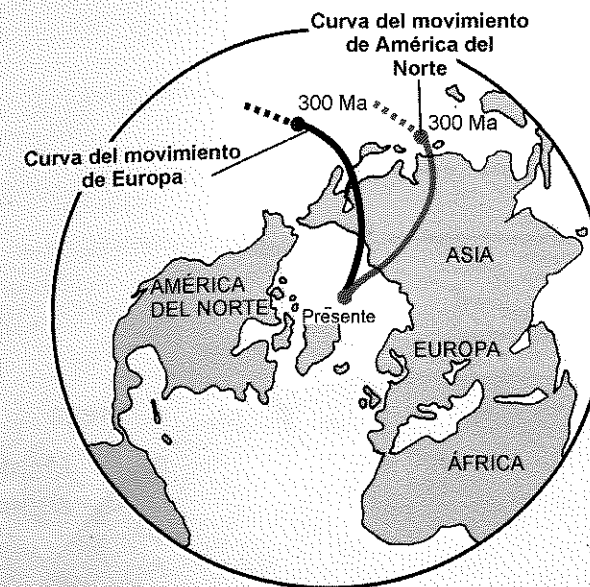 Curva del movimiento
de América del
Norte
300 Ma
300 Ma
Curva del movimiento
de Europa
ASIA
AMÉRICA
DEL NORTE
Presente
EUROPA
ÁFRICA